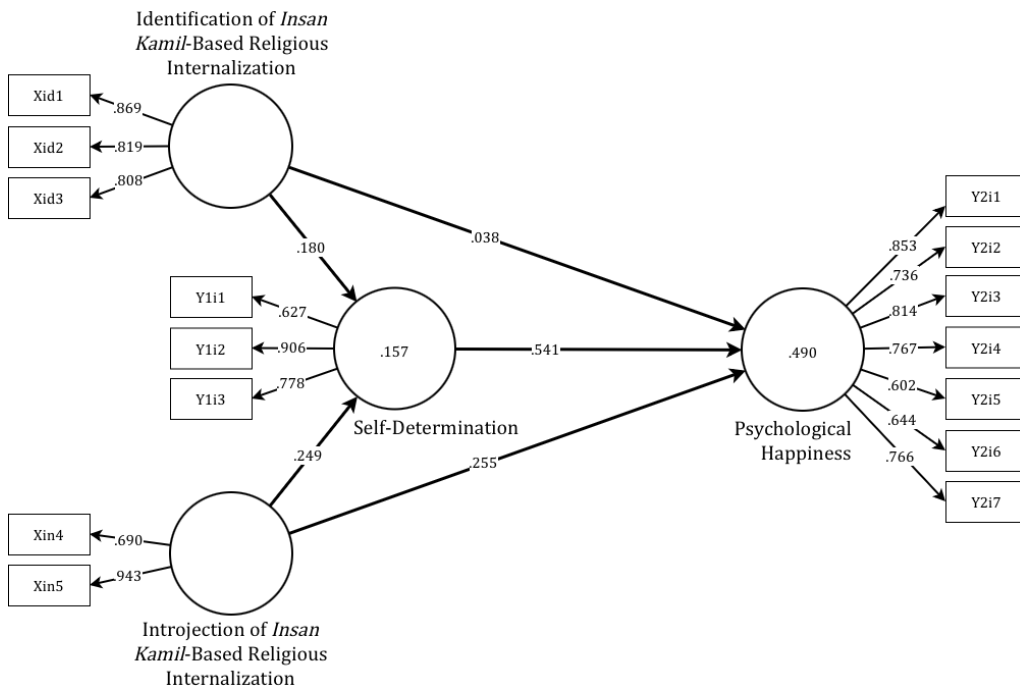 Identification of Insan
Kamil-Based Religious
Internalization
Xid1
.869
Xid2
.819
Xid3
.808
.180
.038
Y1i1
.627
Y1i2
.906
Y1i3
.778
.157
Self-Determination
.541
.249
.255
.490
Psychological
Happiness
.853
Y2i1
.736
Y2i2
.814
Y2i3
.767
Y2i4
.602
Y2i5
.644
Y2i6
.766
Y2i7
Xin4
.690
Xin5
.943
Introjection of Insan
Kamil-Based Religious
Internalization